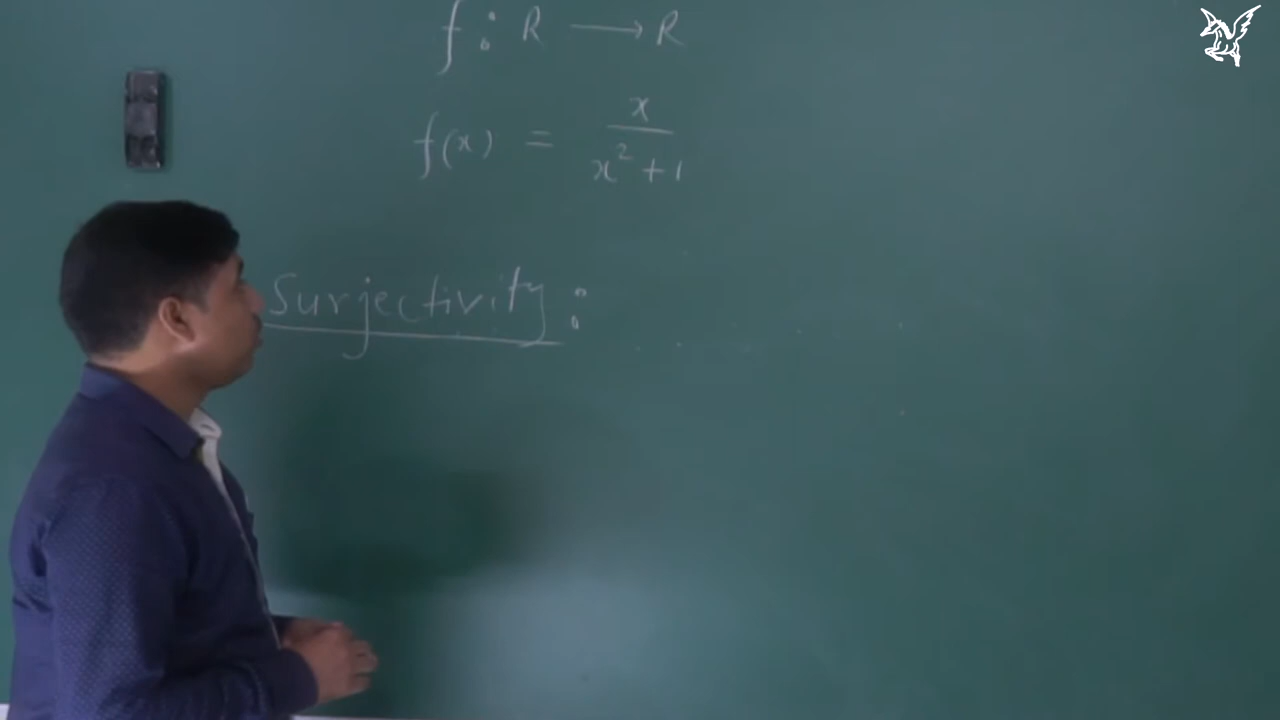 f : R ⟶ R
f(x) = x / (x² + 1)
Surjectivity :